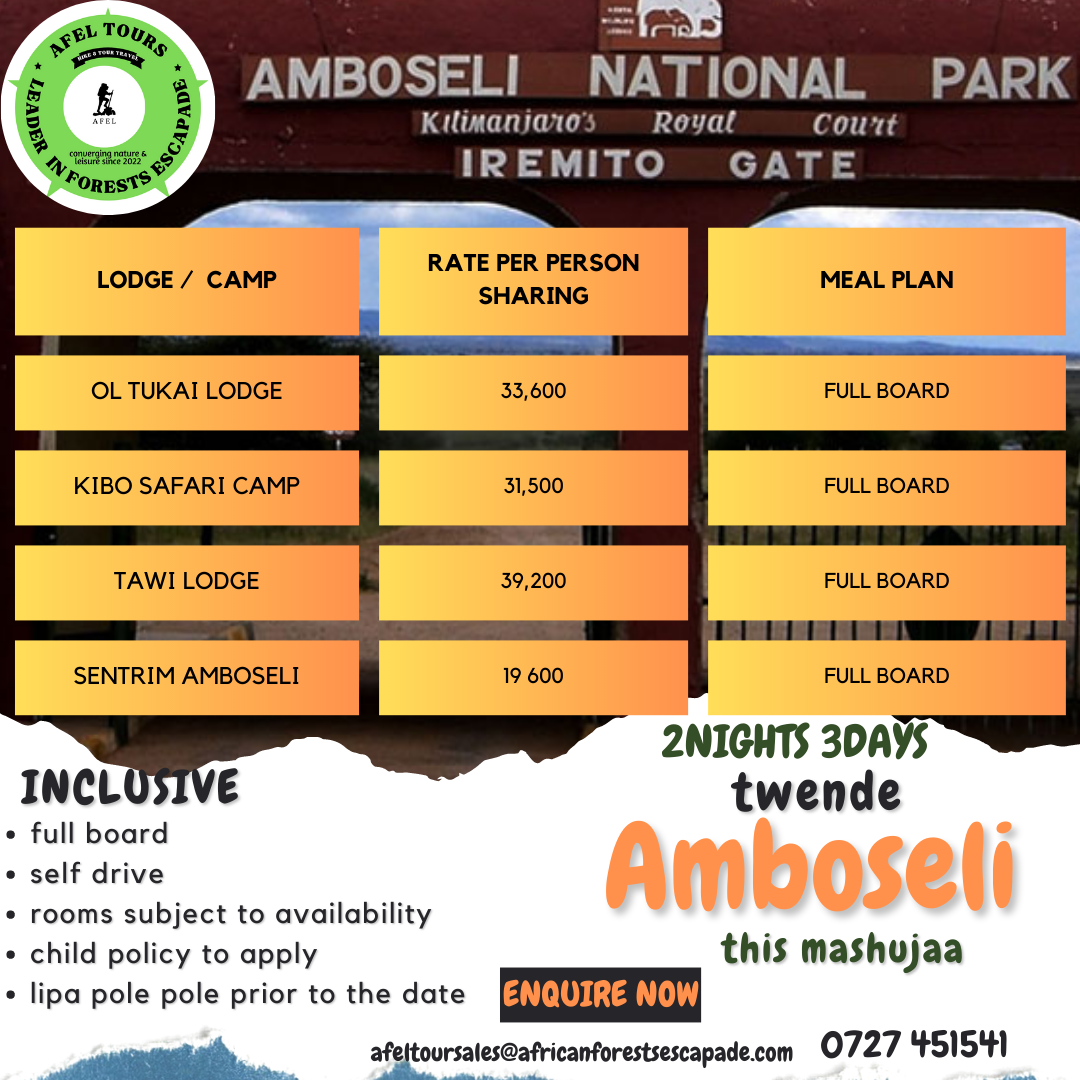 AFEL TOURS
HIKE & TOUR TRAVEL
AFEL
converging nature &
leisure since 2022
LEADER IN FORESTS ESCAPADE
AMBOSELI NATIONAL PARK
Kilimanjaro's Royal Court
IREMITO GATE
LODGE / CAMP
RATE PER PERSON
SHARING
MEAL PLAN
OL TUKAI LODGE
33,600
FULL BOARD
KIBO SAFARI CAMP
31,500
FULL BOARD
TAWI LODGE
39,200
FULL BOARD
SENTRIM AMBOSELI
19 600
FULL BOARD
2NIGHTS 3DAYS
twende
Amboseli
this mashujaa
INCLUSIVE
• full board
• self drive
• rooms subject to availability
• child policy to apply
• lipa pole pole prior to the date
ENQUIRE NOW
afeltoursales@africanforestsescapade.com
0727 451541